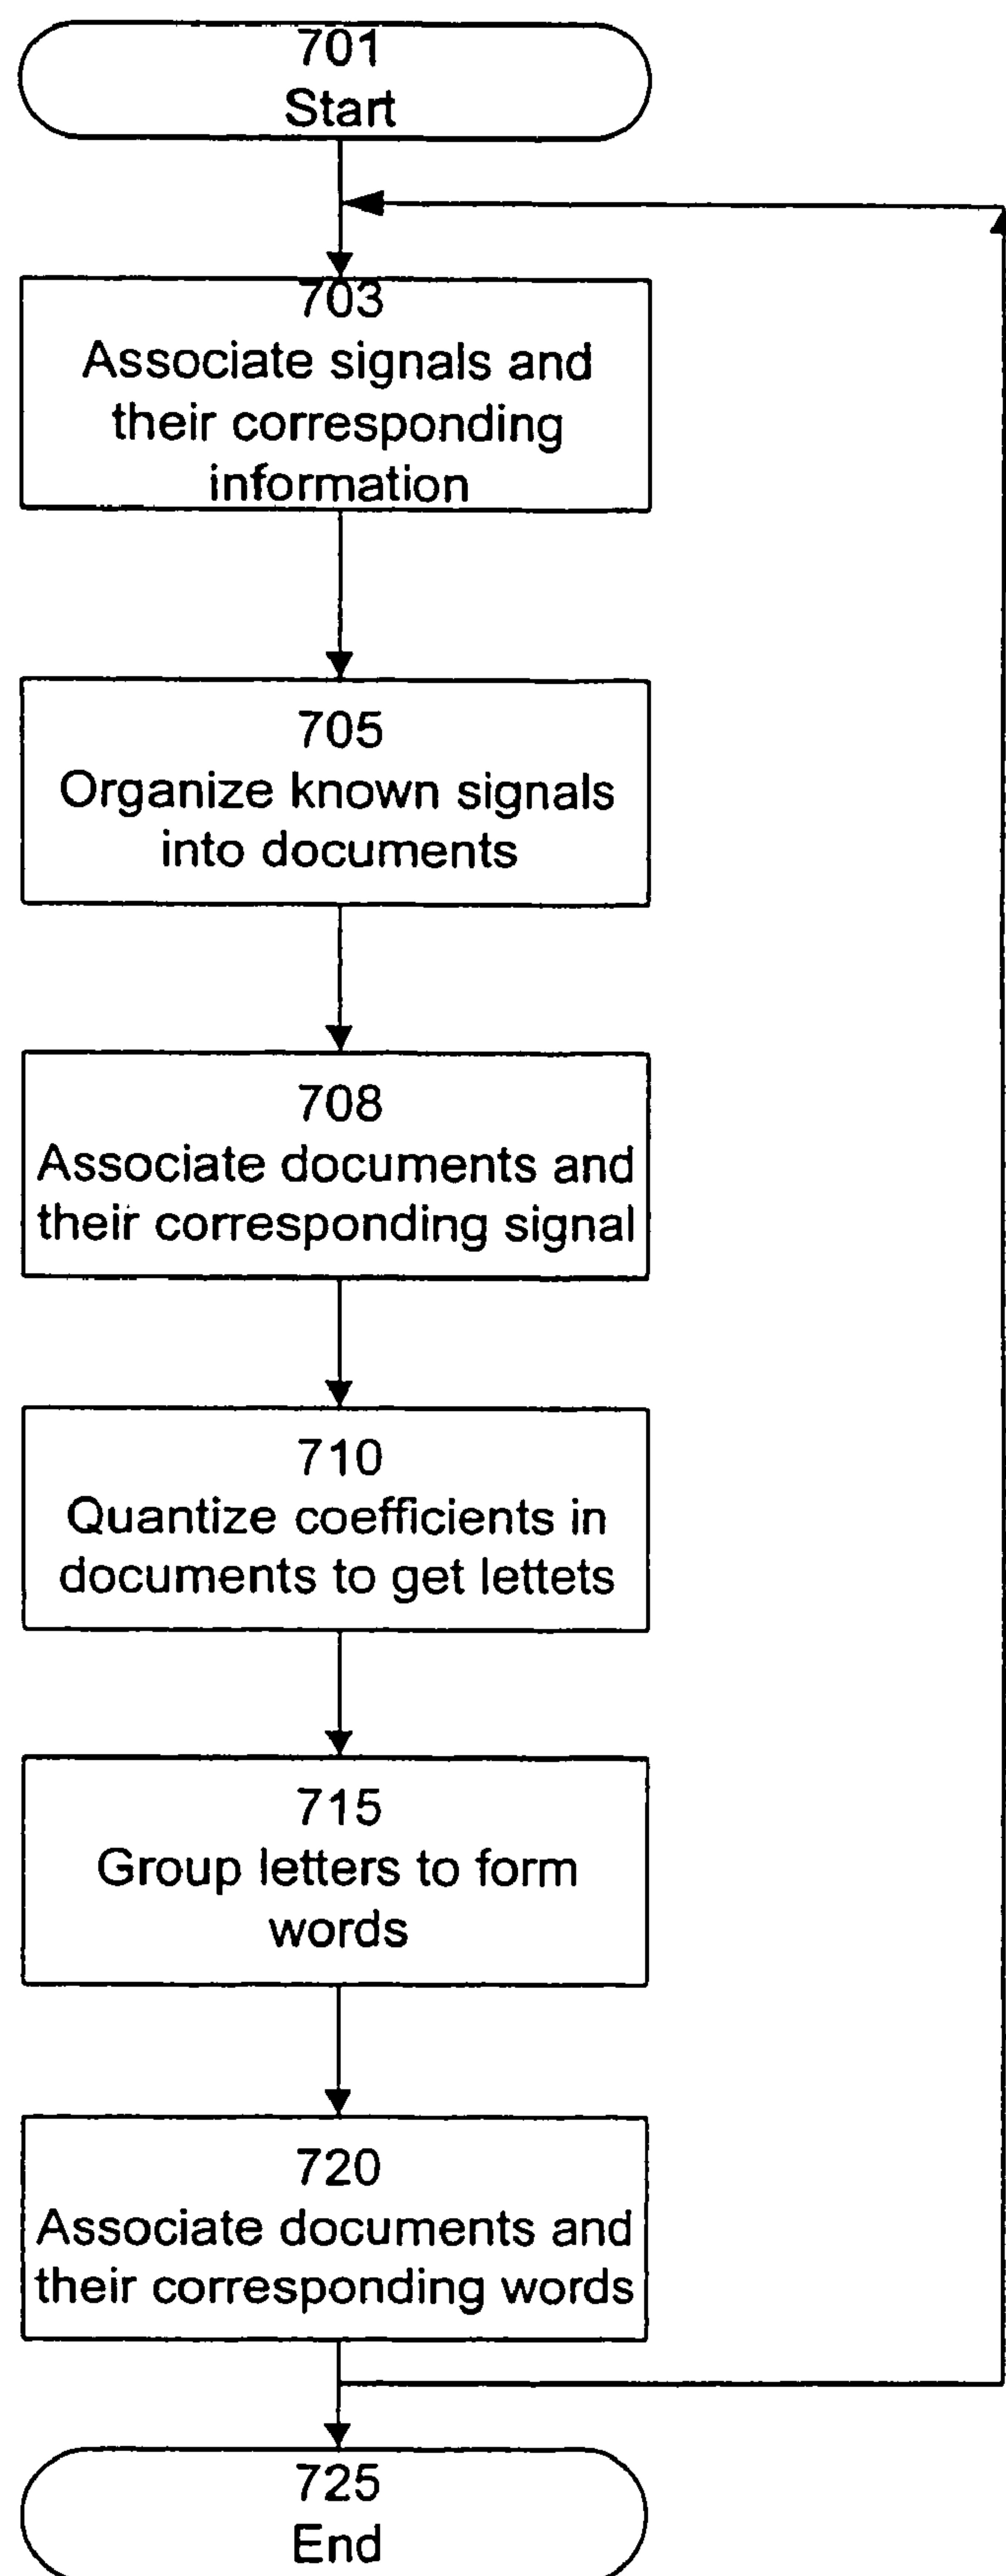 701
Start
703
Associate signals and
their corresponding
information
705
Organize known signals
into documents
708
Associate documents and
their corresponding signal
710
Quantize coefficients in
documents to get lettets
715
Group letters to form
words
720
Associate documents and
their corresponding words
725
End